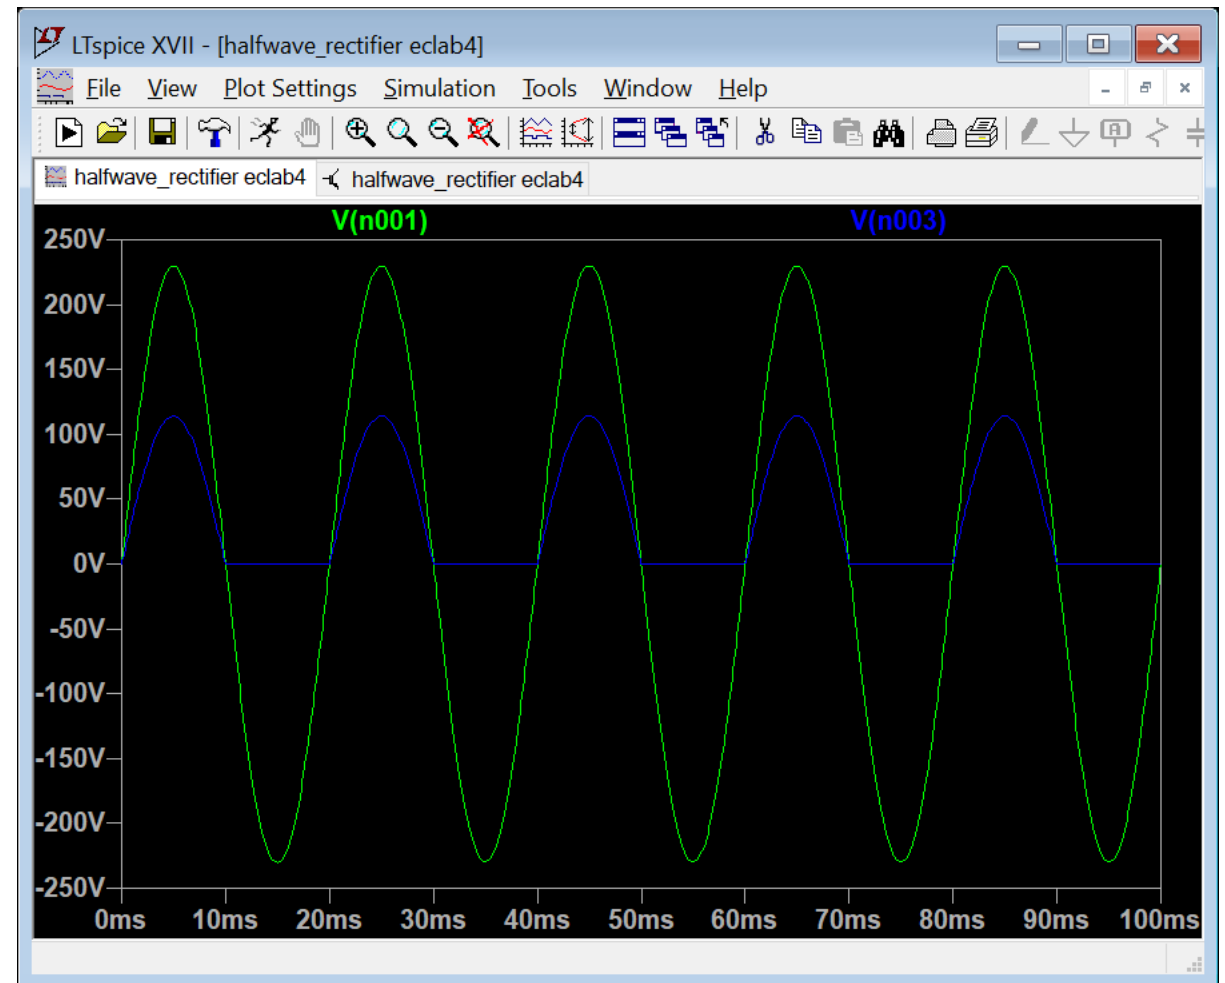 LTspice XVII - [halfwave_rectifier eclab4]
File View Plot Settings Simulation Tools Window Help
halfwave_rectifier eclab4 halfwave_rectifier eclab4
V(n001) V(n003)
250V
200V
150V
100V
50V
0V
-50V
-100V
-150V
-200V
-250V
0ms 10ms 20ms 30ms 40ms 50ms 60ms 70ms 80ms 90ms 100ms